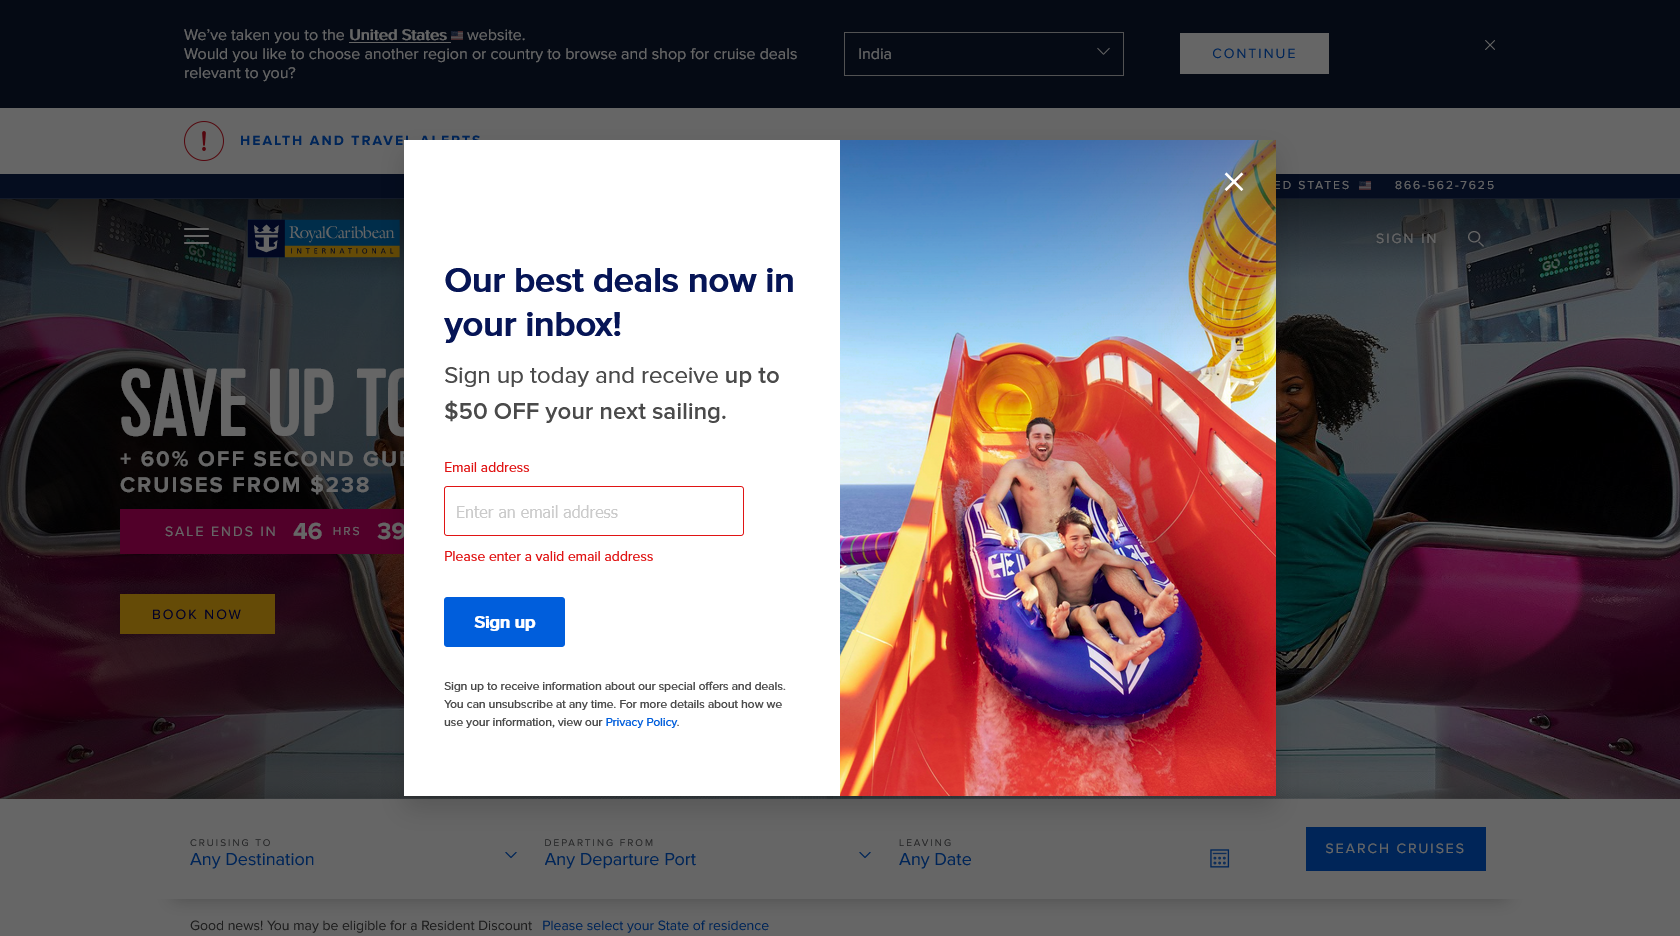 We've taken you to the United States website.
Would you like to choose another region or country to browse and shop for cruise deals
relevant to you?
India
CONTINUE
HEALTH AND TRAVEL ALERTS
ED STATES
866-562-7625
RoyalCaribbean
INTERNATIONAL
SIGN IN
GO
GO
Our best deals now in
your inbox!
Sign up today and receive up to
$50 OFF your next sailing.
Email address
Enter an email address
Please enter a valid email address
Sign up
Sign up to receive information about our special offers and deals.
You can unsubscribe at any time. For more details about how we
use your information, view our Privacy Policy.
SAVE UP TO
+ 60% OFF SECOND GUE
CRUISES FROM $238
SALE ENDS IN 46 HRS 39
BOOK NOW
CRUISING TO
Any Destination
DEPARTING FROM
Any Departure Port
LEAVING
Any Date
SEARCH CRUISES
Good news! You may be eligible for a Resident Discount Please select your State of residence